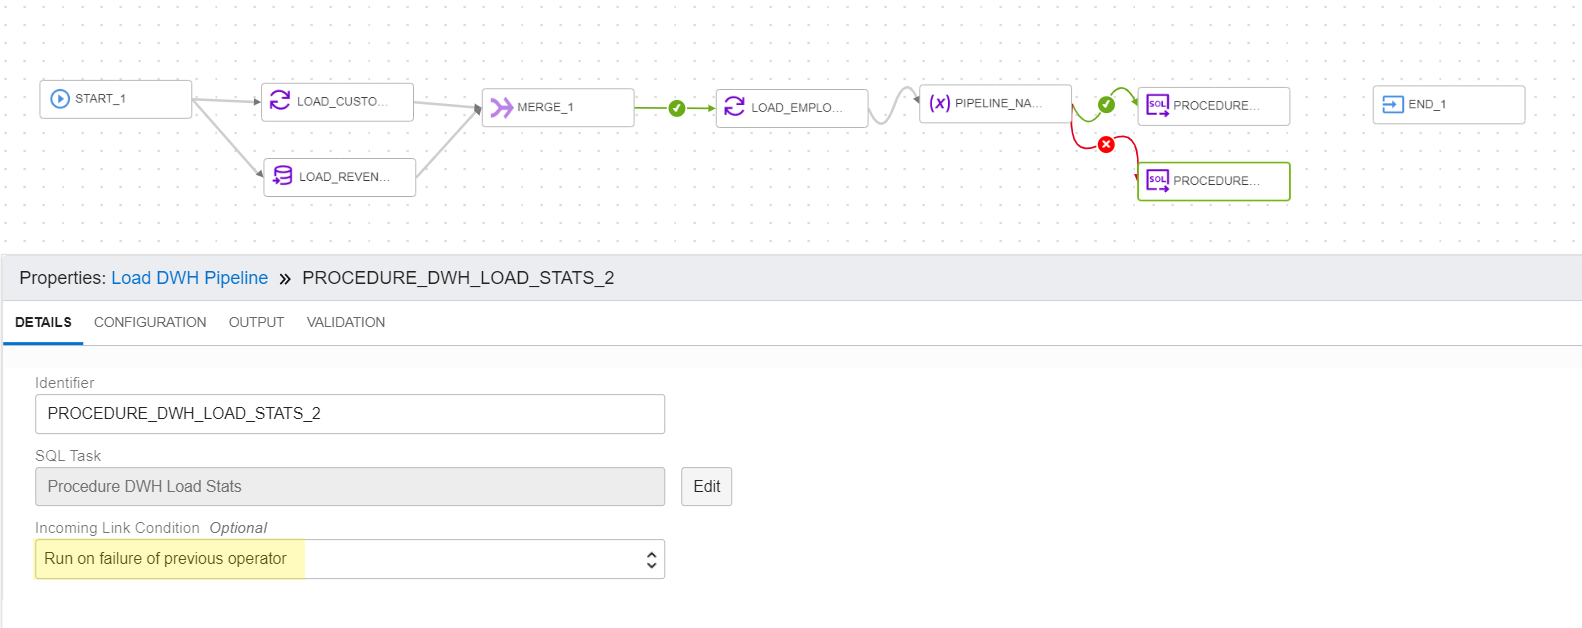 START_1
LOAD_CUSTO...
LOAD_REVEN...
MERGE_1
LOAD_EMPLO...
(x) PIPELINE_NA...
SQL PROCEDURE...
SQL PROCEDURE...
END_1
Properties: Load DWH Pipeline » PROCEDURE_DWH_LOAD_STATS_2
DETAILS CONFIGURATION OUTPUT VALIDATION
Identifier
PROCEDURE_DWH_LOAD_STATS_2
SQL Task
Procedure DWH Load Stats Edit
Incoming Link Condition Optional
Run on failure of previous operator